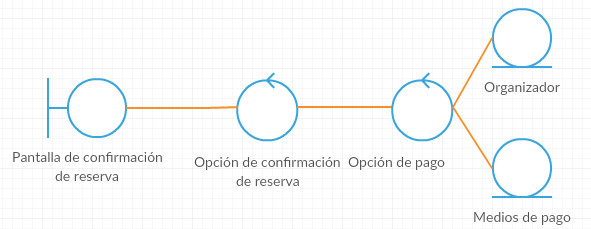 Organizador
Pantalla de confirmación
de reserva
Opción de confirmación
de reserva
Opción de pago
Medios de pago